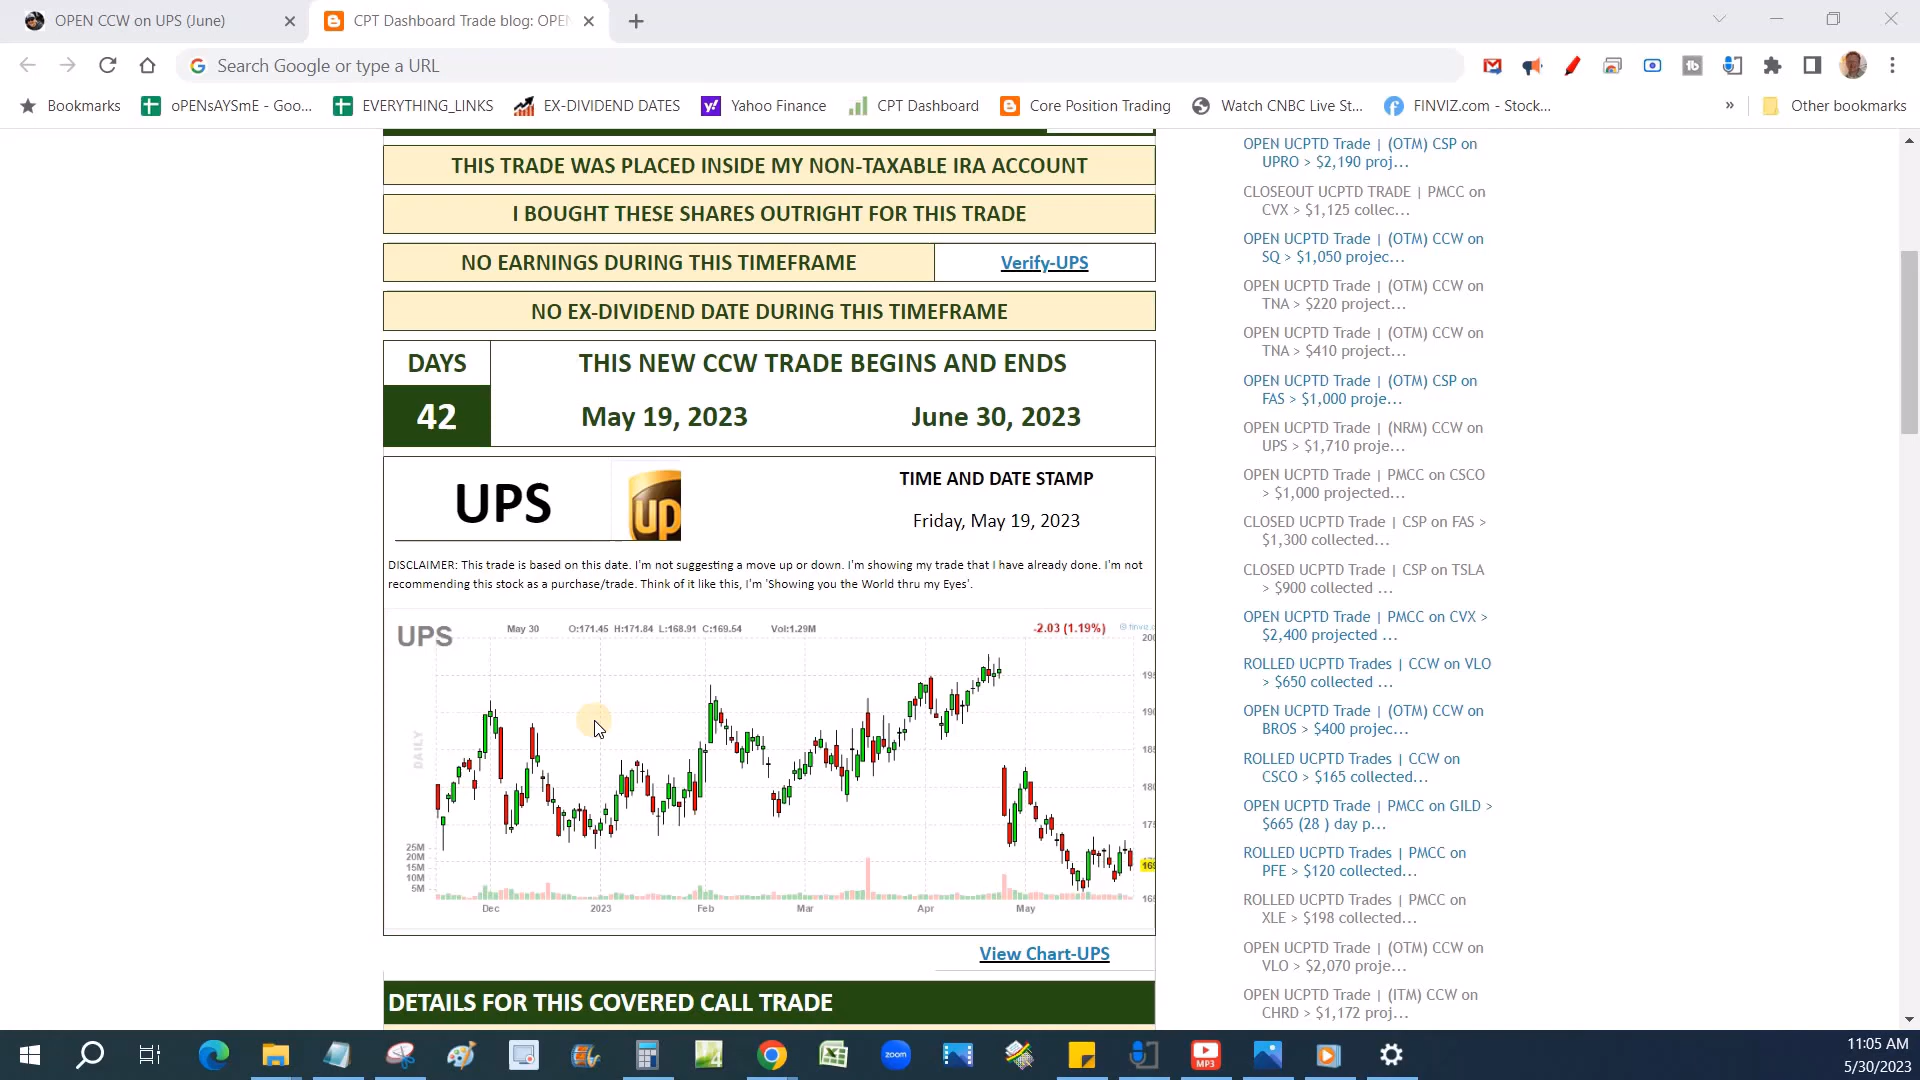 OPEN CCW on UPS (June)
CPT Dashboard Trade blog: OPEN
Search Google or type a URL
Bookmarks
oPENsAYSmE - Goo...
EVERYTHING_LINKS
EX-DIVIDEND DATES
Yahoo Finance
CPT Dashboard
Core Position Trading
Watch CNBC Live St...
FINVIZ.com - Stock...
»
Other bookmarks
THIS TRADE WAS PLACED INSIDE MY NON-TAXABLE IRA ACCOUNT
I BOUGHT THESE SHARES OUTRIGHT FOR THIS TRADE
NO EARNINGS DURING THIS TIMEFRAME
Verify-UPS
NO EX-DIVIDEND DATE DURING THIS TIMEFRAME
DAYS
THIS NEW CCW TRADE BEGINS AND ENDS
42
May 19, 2023
June 30, 2023
UPS
up
TIME AND DATE STAMP
Friday, May 19, 2023
DISCLAIMER: This trade is based on this date. I'm not suggesting a move up or down. I'm showing my trade that I have already done. I'm not
recommending this stock as a purchase/trade. Think of it like this, I'm 'Showing you the World thru my Eyes'.
UPS
May 30
O:171.45 H:171.84 L:168.91 C:169.54
Vol:1.29M
-2.03 (1.19%)
DAILY
25M
20M
15M
10M
5M
Dec
2023
Feb
Mar
Apr
May
View Chart-UPS
DETAILS FOR THIS COVERED CALL TRADE
OPEN UCPTD Trade | (OTM) CSP on
UPRO > $2,190 proj...
CLOSEOUT UCPTD TRADE | PMCC on
CVX > $1,125 collec...
OPEN UCPTD Trade | (OTM) CCW on
SQ > $1,050 projec...
OPEN UCPTD Trade | (OTM) CCW on
TNA > $220 project...
OPEN UCPTD Trade | (OTM) CCW on
TNA > $410 project...
OPEN UCPTD Trade | (OTM) CSP on
FAS > $1,000 proje...
OPEN UCPTD Trade | (NRM) CCW on
UPS > $1,710 proje...
OPEN UCPTD Trade | PMCC on CSCO
> $1,000 projected...
CLOSED UCPTD Trade | CSP on FAS >
$1,300 collected...
CLOSED UCPTD Trade | CSP on TSLA
> $900 collected ...
OPEN UCPTD Trade | PMCC on CVX >
$2,400 projected ...
ROLLED UCPTD Trades | CCW on VLO
> $650 collected ...
OPEN UCPTD Trade | (OTM) CCW on
BROS > $400 projec...
ROLLED UCPTD Trades | CCW on
CSCO > $165 collected...
OPEN UCPTD Trade | PMCC on GILD >
$665 (28 ) day p...
ROLLED UCPTD Trades | PMCC on
PFE > $120 collected...
ROLLED UCPTD Trades | PMCC on
XLE > $198 collected...
OPEN UCPTD Trade | (OTM) CCW on
VLO > $2,070 proje...
OPEN UCPTD Trade | (ITM) CCW on
CHRD > $1,172 proj...
zoom
MP3
11:05 AM
5/30/2023